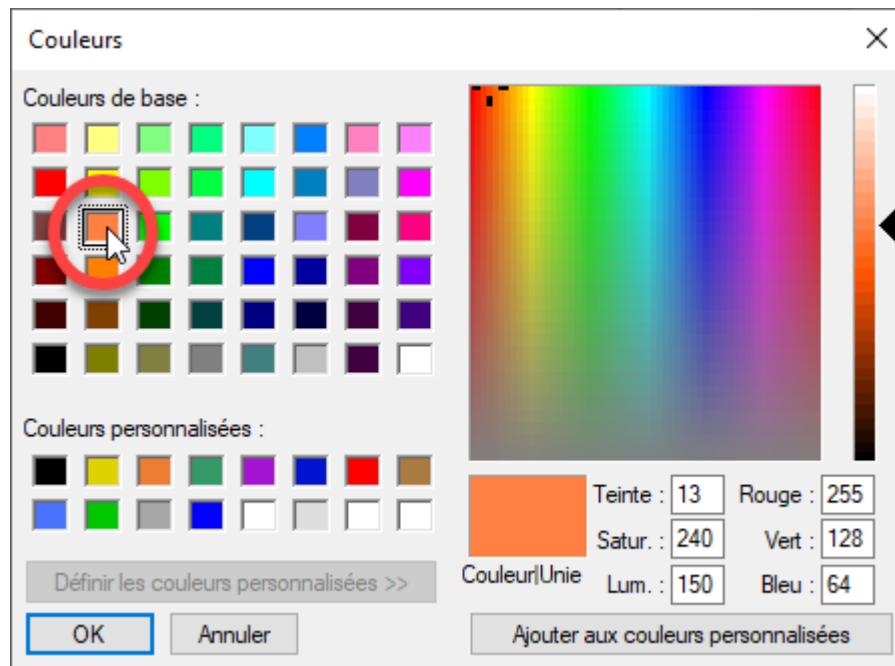 Couleurs
Couleurs de base :
Couleurs personnalisées :
Définir les couleurs personnalisées >>
OK
Annuler
Couleur|Unie
Teinte : 13
Rouge : 255
Satur. : 240
Vert : 128
Lum. : 150
Bleu : 64
Ajouter aux couleurs personnalisées